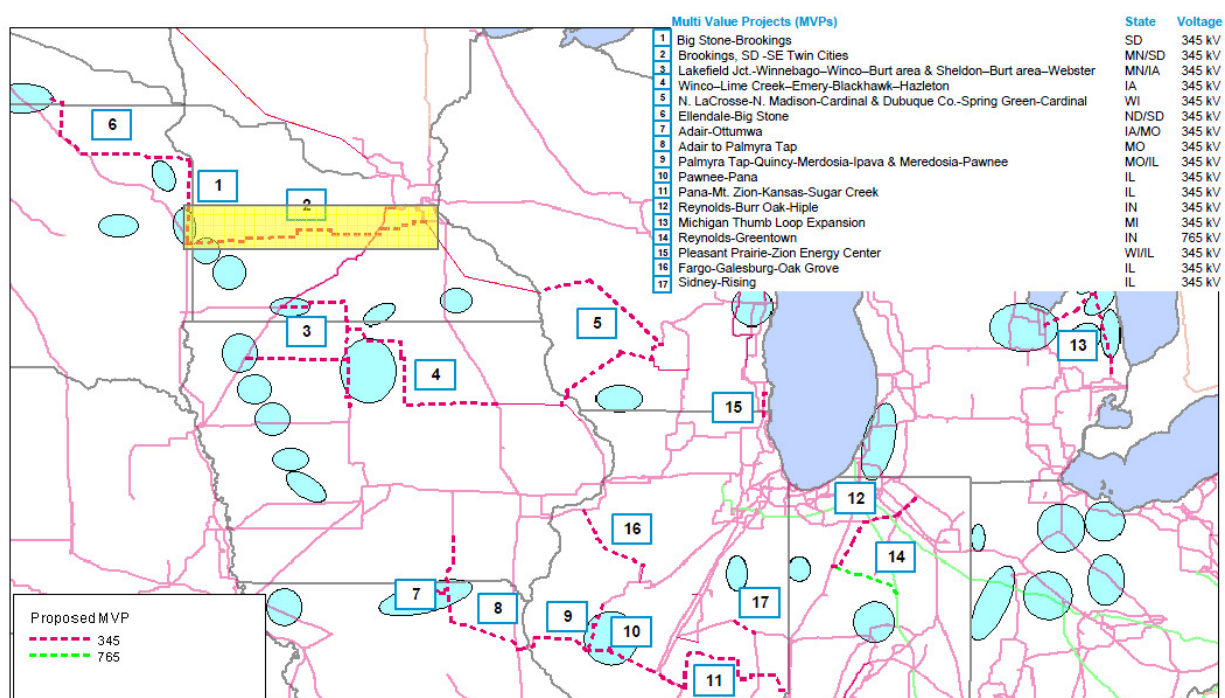 Multi Value Projects (MVPs) State Voltage
1 Big Stone-Brookings SD 345 kV
2 Brookings, SD -SE Twin Cities MN/SD 345 kV
3 Lakefield Jct.-Winnebago–Winco–Burt area & Sheldon–Burt area–Webster MN/IA 345 kV
4 Winco–Lime Creek–Emery-Blackhawk–Hazleton IA 345 kV
5 N. LaCrosse-N. Madison-Cardinal & Dubuque Co.-Spring Green-Cardinal WI 345 kV
6 Ellendale-Big Stone ND/SD 345 kV
7 Adair-Ottumwa IA/MO 345 kV
8 Adair to Palmyra Tap MO 345 kV
9 Palmyra Tap-Quincy-Merdosia-Ipava & Meredosia-Pawnee MO/IL 345 kV
10 Pawnee-Pana IL 345 kV
11 Pana-Mt. Zion-Kansas-Sugar Creek IL 345 kV
12 Reynolds-Burr Oak-Hiple IN 345 kV
13 Michigan Thumb Loop Expansion MI 345 kV
14 Reynolds-Greentown IN 765 kV
15 Pleasant Prairie-Zion Energy Center WI/IL 345 kV
16 Fargo-Galesburg-Oak Grove IL 345 kV
17 Sidney-Rising IL 345 kV
6
1
2
3
5
13
4
15
12
16
14
7
8
9
10
17
11
Proposed MVP
345
765